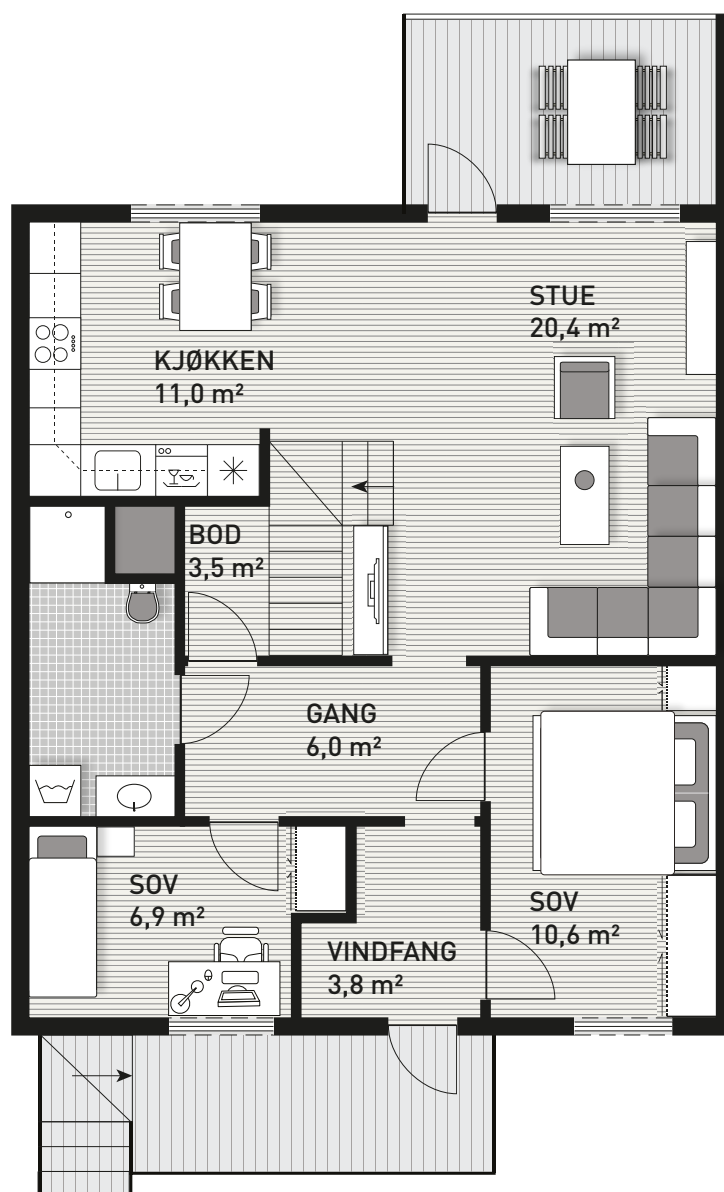 STUE
20,4 m²
KJØKKEN
11,0 m²
BOD
3,5 m²
GANG
6,0 m²
SOV
6,9 m²
SOV
10,6 m²
VINDFANG
3,8 m²